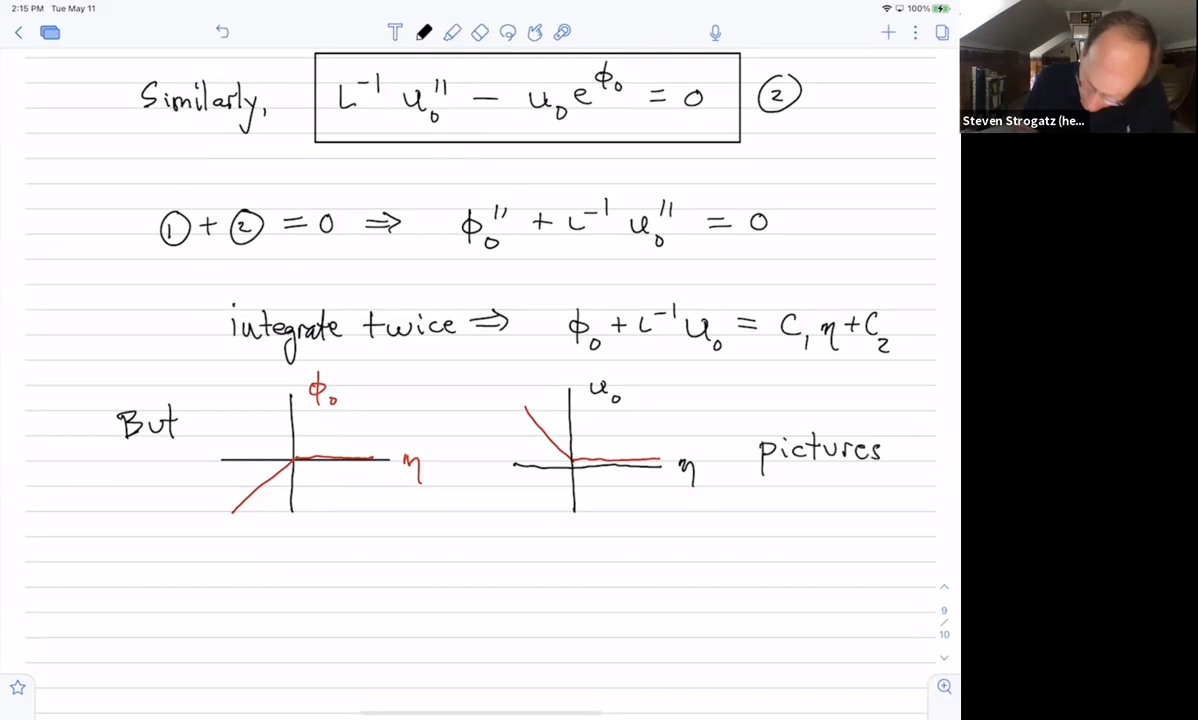 2:15 PM Tue May 11
100%
Steven Strogatz (he...
Similarly, L⁻¹ u₀'' − u₀e^ϕ₀ = 0 ②
① + ② = 0 ⇒ ϕ₀'' + L⁻¹ u₀'' = 0
integrate twice ⇒ ϕ₀ + L⁻¹ u₀ = C₁ η + C₂
But ϕ₀ η u₀ η pictures
9
/
10